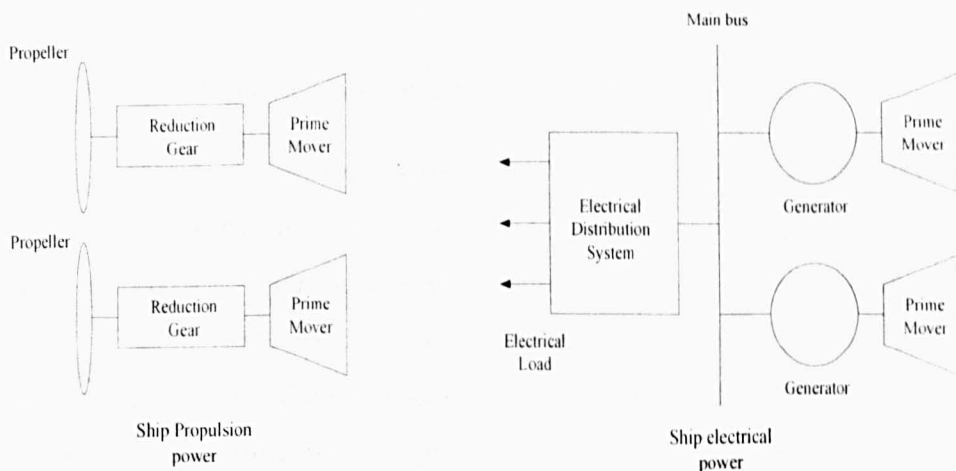 Propeller
Reduction
Gear
Prime
Mover
Propeller
Reduction
Gear
Prime
Mover
Ship Propulsion
power
Main bus
Electrical
Distribution
System
Electrical
Load
Generator
Prime
Mover
Generator
Prime
Mover
Ship electrical
power